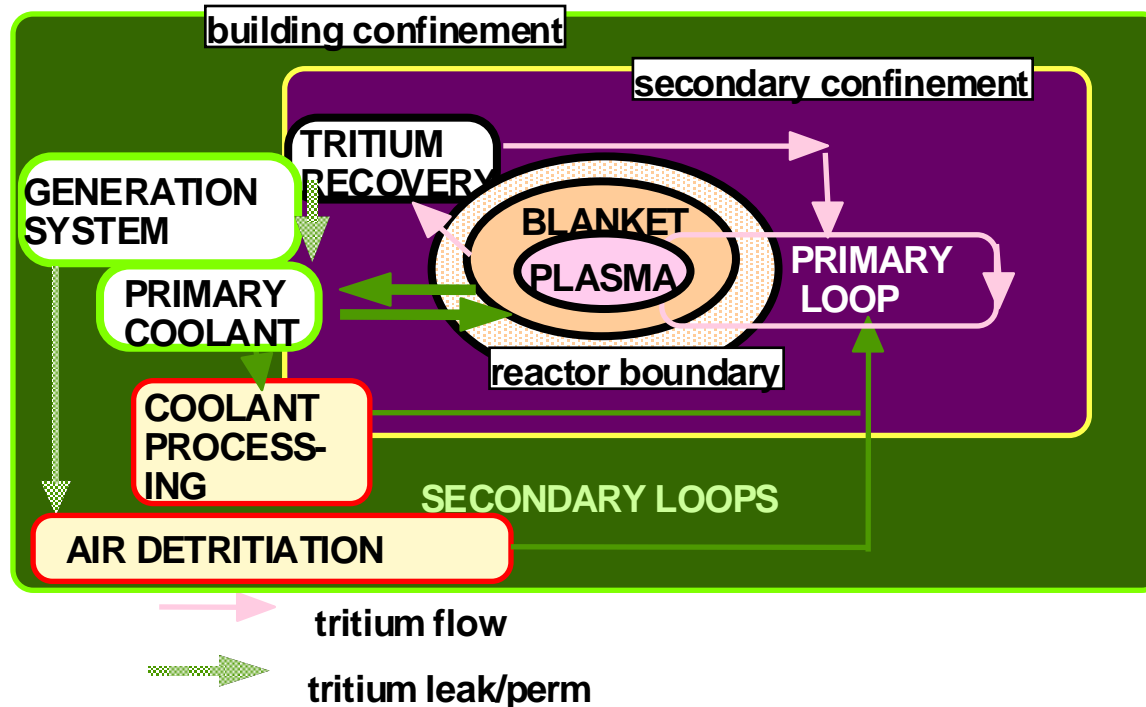 building confinement
secondary confinement
TRITIUM
RECOVERY
GENERATION
SYSTEM
BLANKET
PLASMA
PRIMARY
LOOP
PRIMARY
COOLANT
reactor boundary
COOLANT
PROCESS-
ING
SECONDARY LOOPS
AIR DETRITIATION
tritium flow
tritium leak/perm